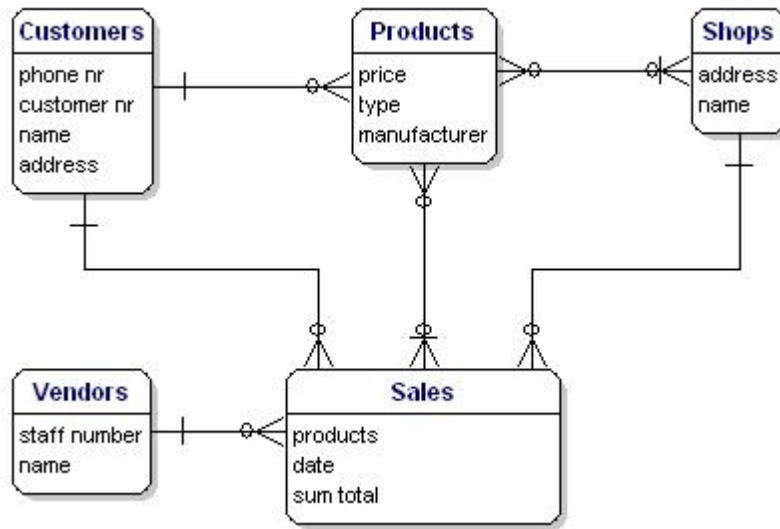 Customers
phone nr
customer nr
name
address
Products
price
type
manufacturer
Shops
address
name
Vendors
staff number
name
Sales
products
date
sum total